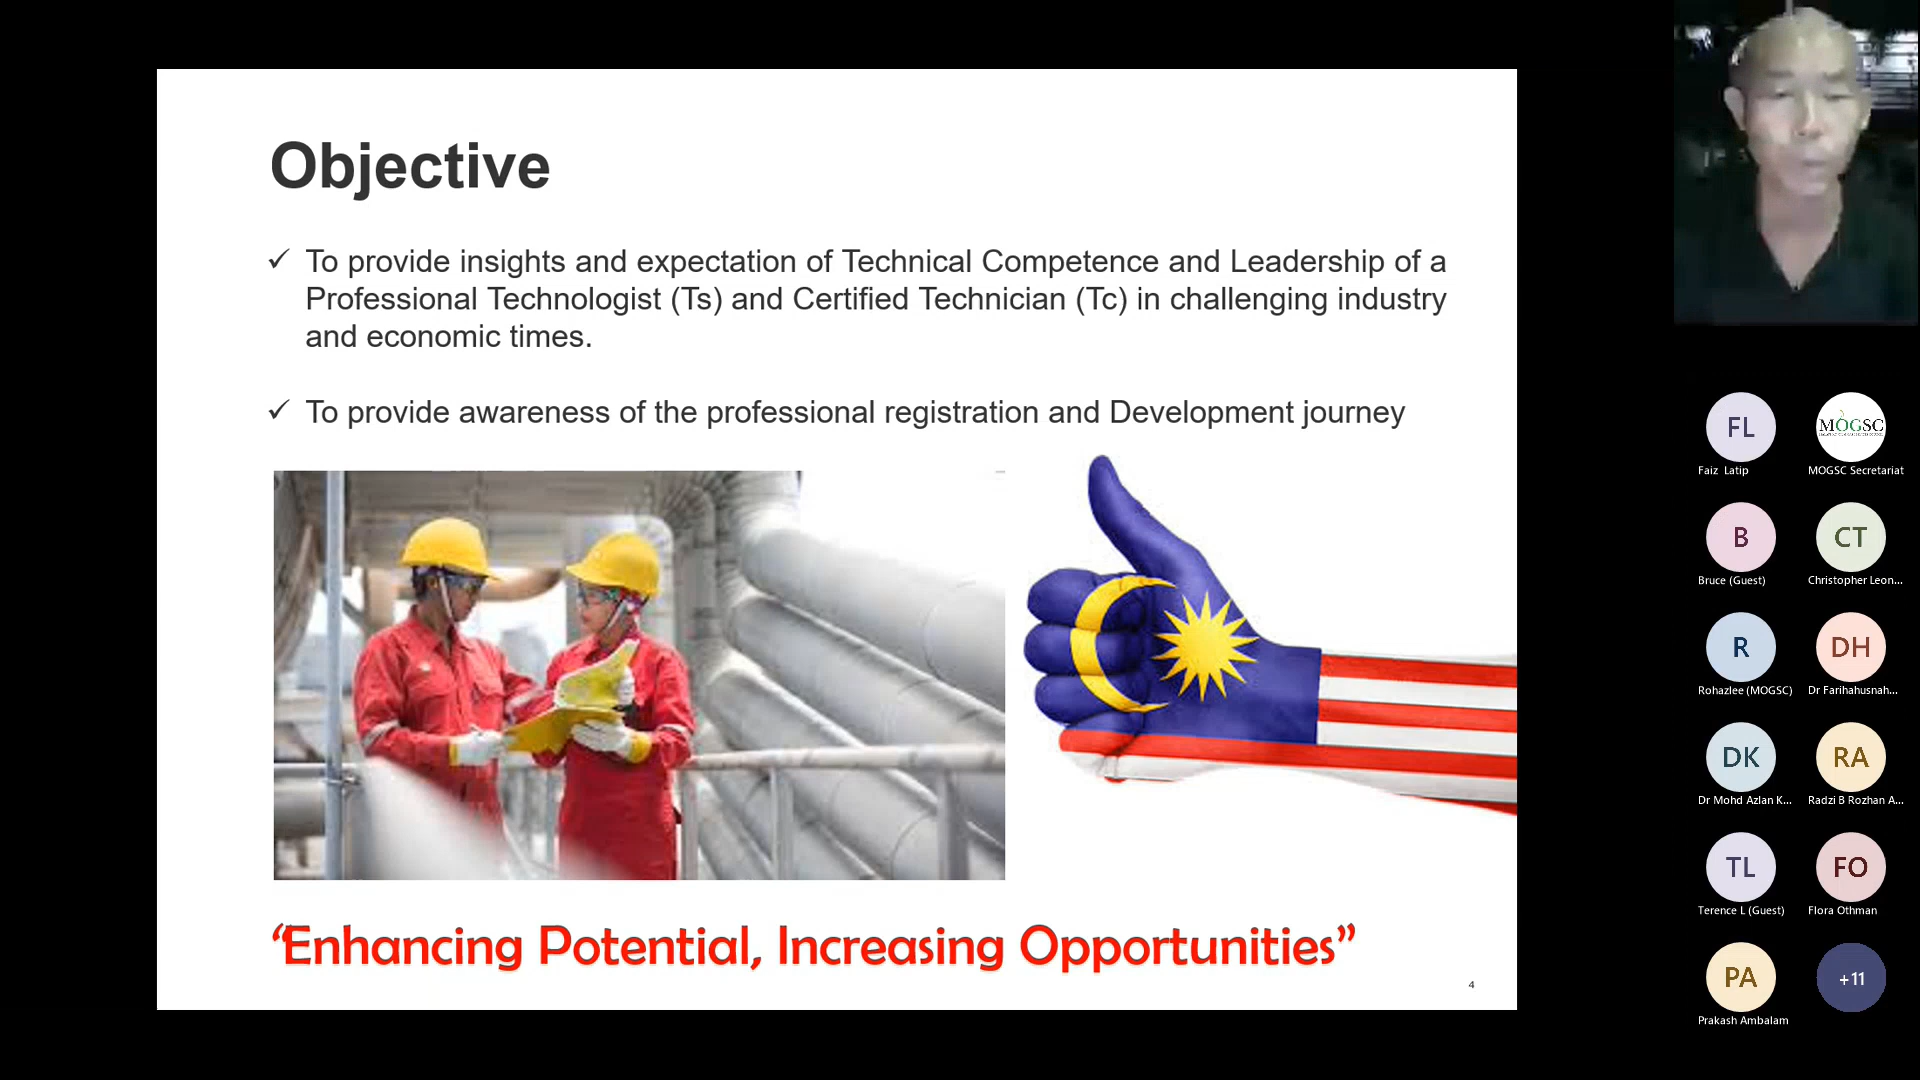 Objective
✓ To provide insights and expectation of Technical Competence and Leadership of a
Professional Technologist (Ts) and Certified Technician (Tc) in challenging industry
and economic times.
✓ To provide awareness of the professional registration and Development journey
“Enhancing Potential, Increasing Opportunities”
4
FL
Faiz Latip
MOGSC
MOGSC Secretariat
B
Bruce (Guest)
CT
Christopher Leon...
R
Rohazlee (MOGSC)
DH
Dr Farihahusnah...
DK
Dr Mohd Azlan K...
RA
Radzi B Rozhan A...
TL
Terence L (Guest)
FO
Flora Othman
PA
Prakash Ambalam
+11